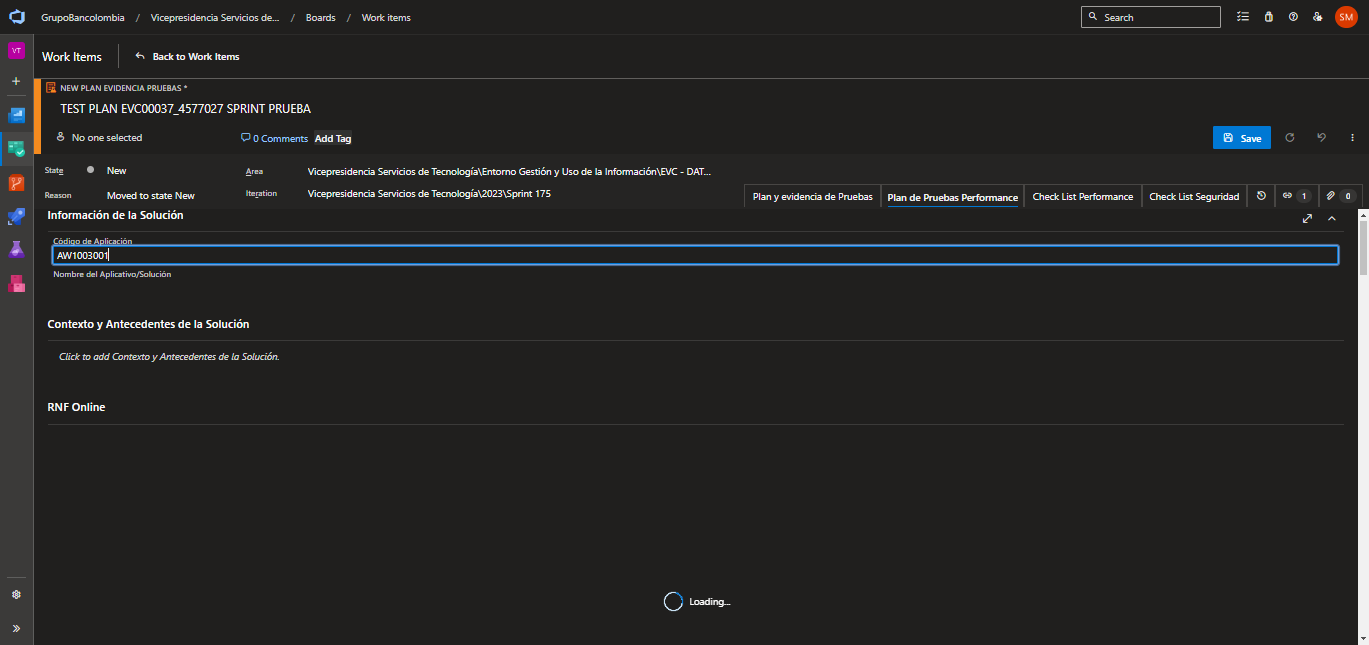 GrupoBancolombia / Vicepresidencia Servicios de... / Boards / Work items
Search
SM
VT
Work Items
Back to Work Items
NEW PLAN EVIDENCIA PRUEBAS *
TEST PLAN EVC00037_4577027 SPRINT PRUEBA
No one selected
0 Comments
Add Tag
Save
State
New
Area
Vicepresidencia Servicios de Tecnología\Entorno Gestión y Uso de la Información\EVC - DAT...
Reason
Moved to state New
Iteration
Vicepresidencia Servicios de Tecnología\2023\Sprint 175
Plan y evidencia de Pruebas
Plan de Pruebas Performance
Check List Performance
Check List Seguridad
1
0
Información de la Solución
Código de Aplicación
AW1003001
Nombre del Aplicativo/Solución
Contexto y Antecedentes de la Solución
Click to add Contexto y Antecedentes de la Solución.
RNF Online
Loading...